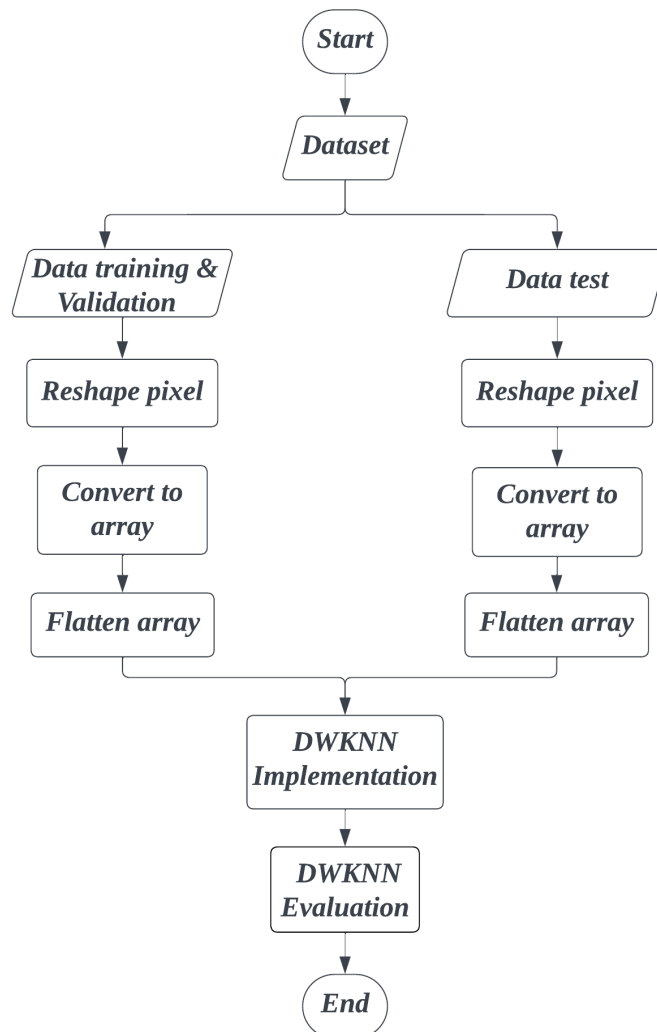 Start
Dataset
Data training &
Validation
Data test
Reshape pixel
Reshape pixel
Convert to
array
Convert to
array
Flatten array
Flatten array
DWKNN
Implementation
DWKNN
Evaluation
End